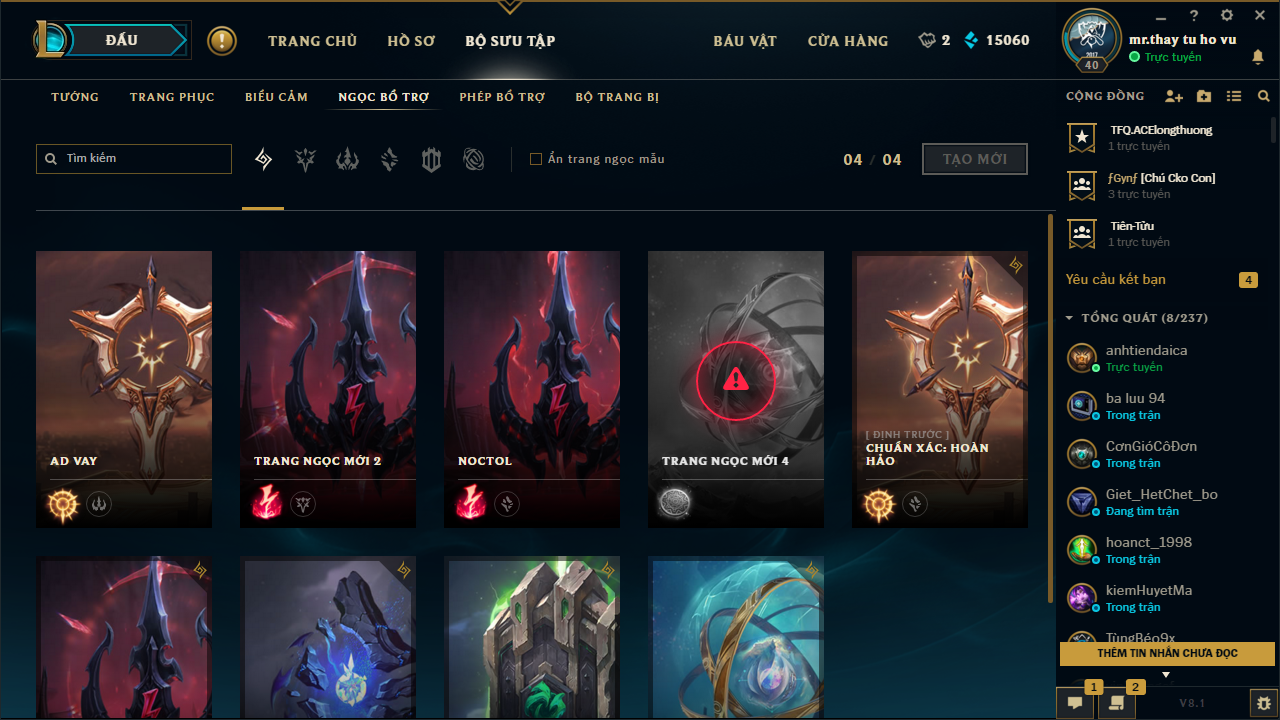 ĐẤU
TRANG CHỦ
HỒ SƠ
BỘ SƯU TẬP
BÁU VẬT
CỬA HÀNG
2
15060
2017
40
mr.thay tu ho vu
Trực tuyến
TƯỚNG
TRANG PHỤC
BIỂU CẢM
NGỌC BỔ TRỢ
PHÉP BỔ TRỢ
BỘ TRANG BỊ
CỘNG ĐỒNG
Tìm kiếm
Ẩn trang ngọc mẫu
04 / 04
TẠO MỚI
TFQ.ACElongthuong
1 trực tuyến
ƒGynƒ [Chú Cko Con]
3 trực tuyến
Tiên-Tửu
1 trực tuyến
Yêu cầu kết bạn
4
TỔNG QUÁT (8/237)
anhtiendaica
Trực tuyến
ba luu 94
Trong trận
CơnGióCôĐơn
Trong trận
Giet_HetChet_bo
Đang tìm trận
hoanct_1998
Trong trận
kiemHuyetMa
Trong trận
TùngBéo9x
THÊM TIN NHẮN CHƯA ĐỌC
1
2
V8.1
AD VAY
TRANG NGỌC MỚI 2
NOCTOL
TRANG NGỌC MỚI 4
[ ĐỊNH TRƯỚC ]
CHUẨN XÁC: HOÀN
HẢO